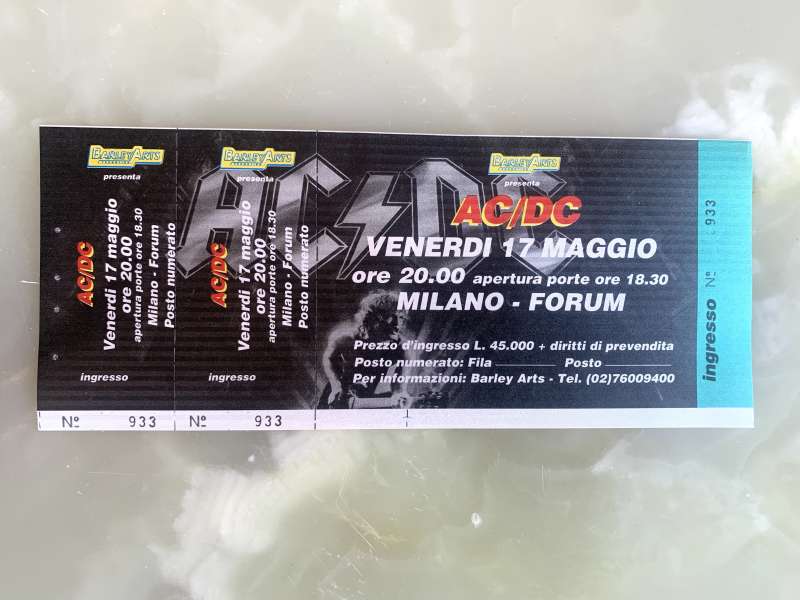 BARLEY ARTS
presenta
AC/DC
Venerdì 17 maggio
ore 20.00
apertura porte ore 18.30
Milano - Forum
Posto numerato
ingresso
Nº 933
BARLEY ARTS
presenta
AC/DC
Venerdì 17 maggio
ore 20.00
apertura porte ore 18.30
Milano - Forum
Posto numerato
ingresso
Nº 933
AC DC
BARLEY ARTS
presenta
AC/DC
VENERDI 17 MAGGIO
ore 20.00 apertura porte ore 18.30
MILANO - FORUM
Prezzo d'ingresso L. 45.000 + diritti di prevendita
Posto numerato: Fila Posto
Per informazioni: Barley Arts - Tel. (02)76009400
ingresso Nº 933